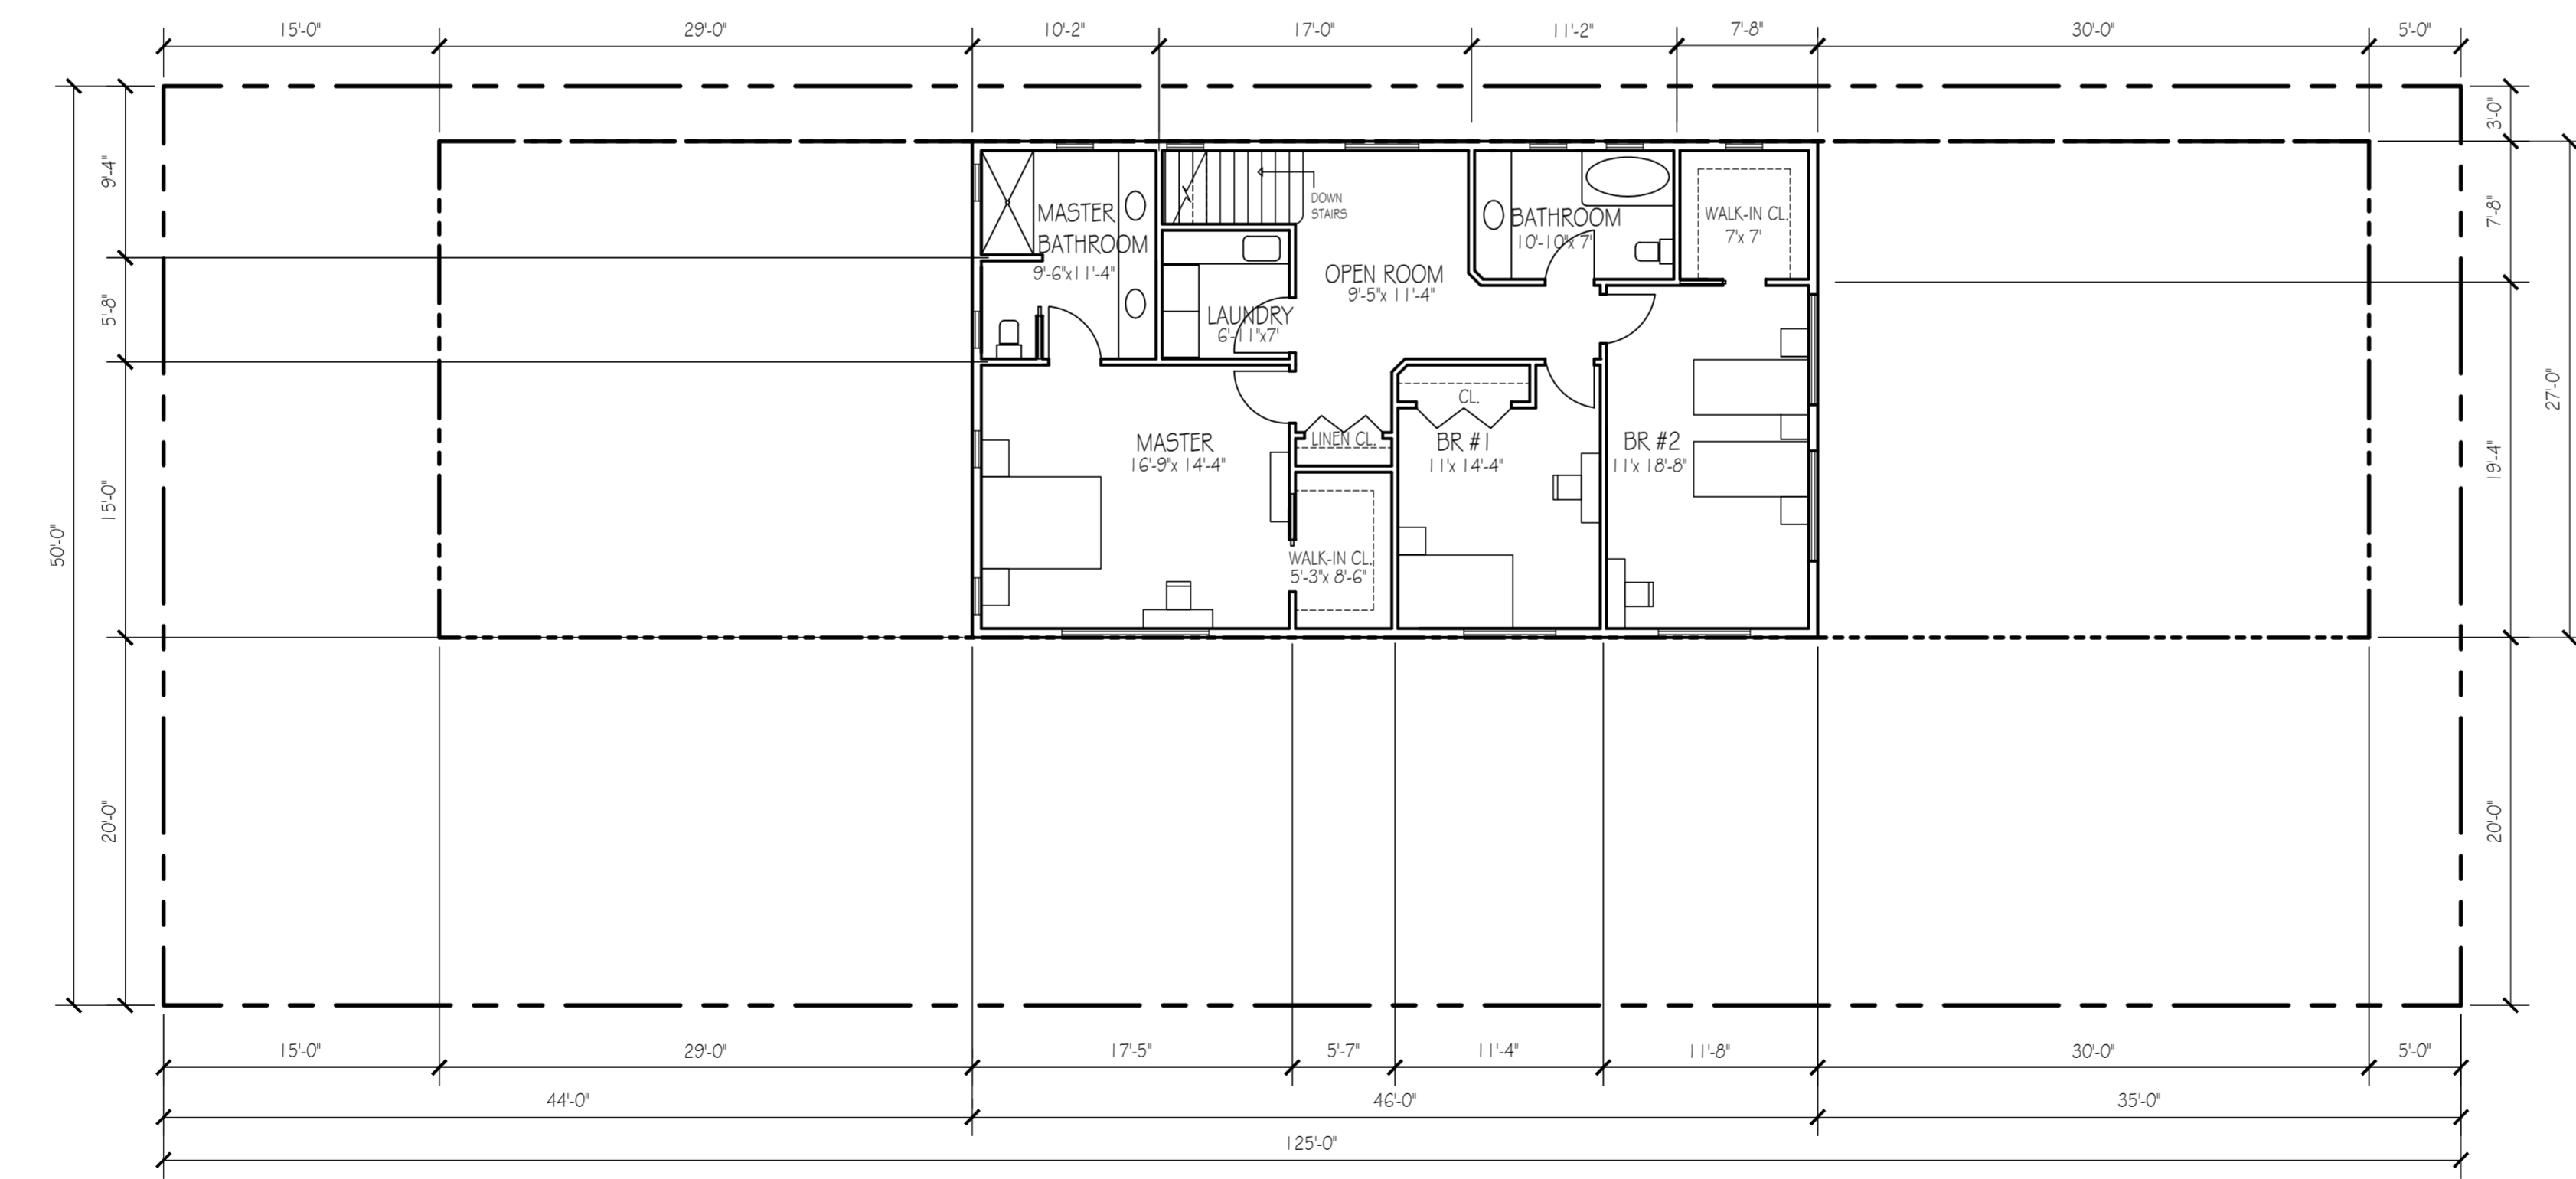 15'-0"
29'-0"
10'-2"
17'-0"
11'-2"
7'-8"
30'-0"
5'-0"
9'-4"
5'-8"
15'-0"
20'-0"
50'-0"
3'-0"
7'-8"
19'-4"
20'-0"
27'-0"
MASTER
BATHROOM
9'-6"x11'-4"
DOWN
STAIRS
LAUNDRY
6'-11"x7'
OPEN ROOM
9'-5"x 11'-4"
BATHROOM
10'-10"x 7'
WALK-IN CL.
7'x 7'
MASTER
16'-9"x 14'-4"
LINEN CL.
CL.
BR #1
11'x 14'-4"
BR #2
11'x 18'-8"
WALK-IN CL.
5'-3"x 8'-6"
15'-0"
29'-0"
17'-5"
5'-7"
11'-4"
11'-8"
30'-0"
5'-0"
44'-0"
46'-0"
35'-0"
125'-0"